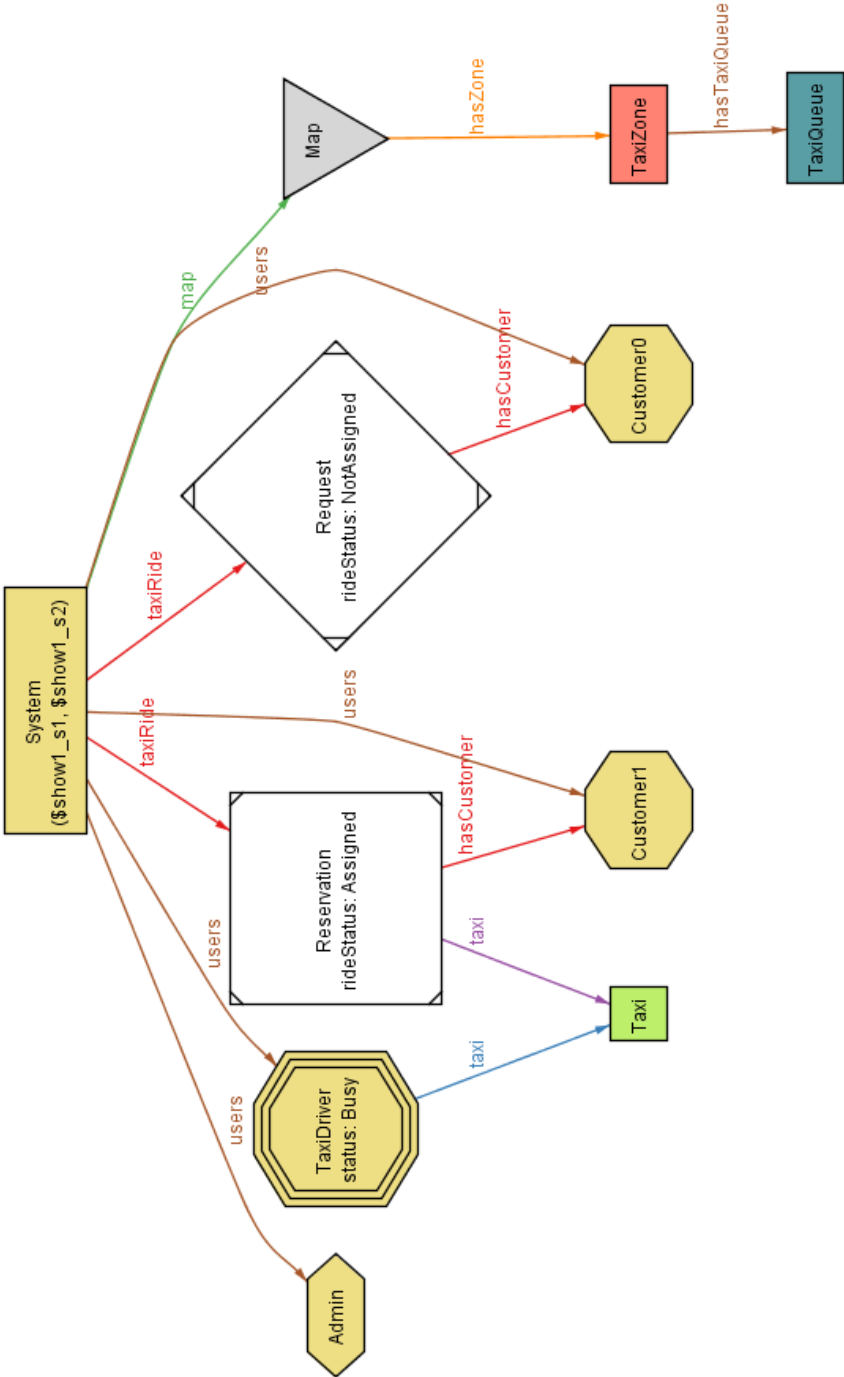 System
($show1_s1, $show1_s2)
users
users
taxiRide
users
taxiRide
users
map
Admin
TaxiDriver
status: Busy
Reservation
rideStatus: Assigned
Request
rideStatus: NotAssigned
Map
taxi
taxi
hasCustomer
hasCustomer
hasZone
Taxi
Customer1
Customer0
TaxiZone
hasTaxiQueue
TaxiQueue